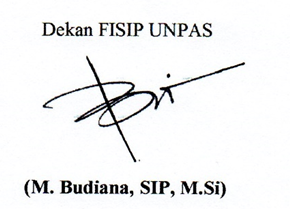 Dekan FISIP UNPAS
(M. Budiana, SIP, M.Si)